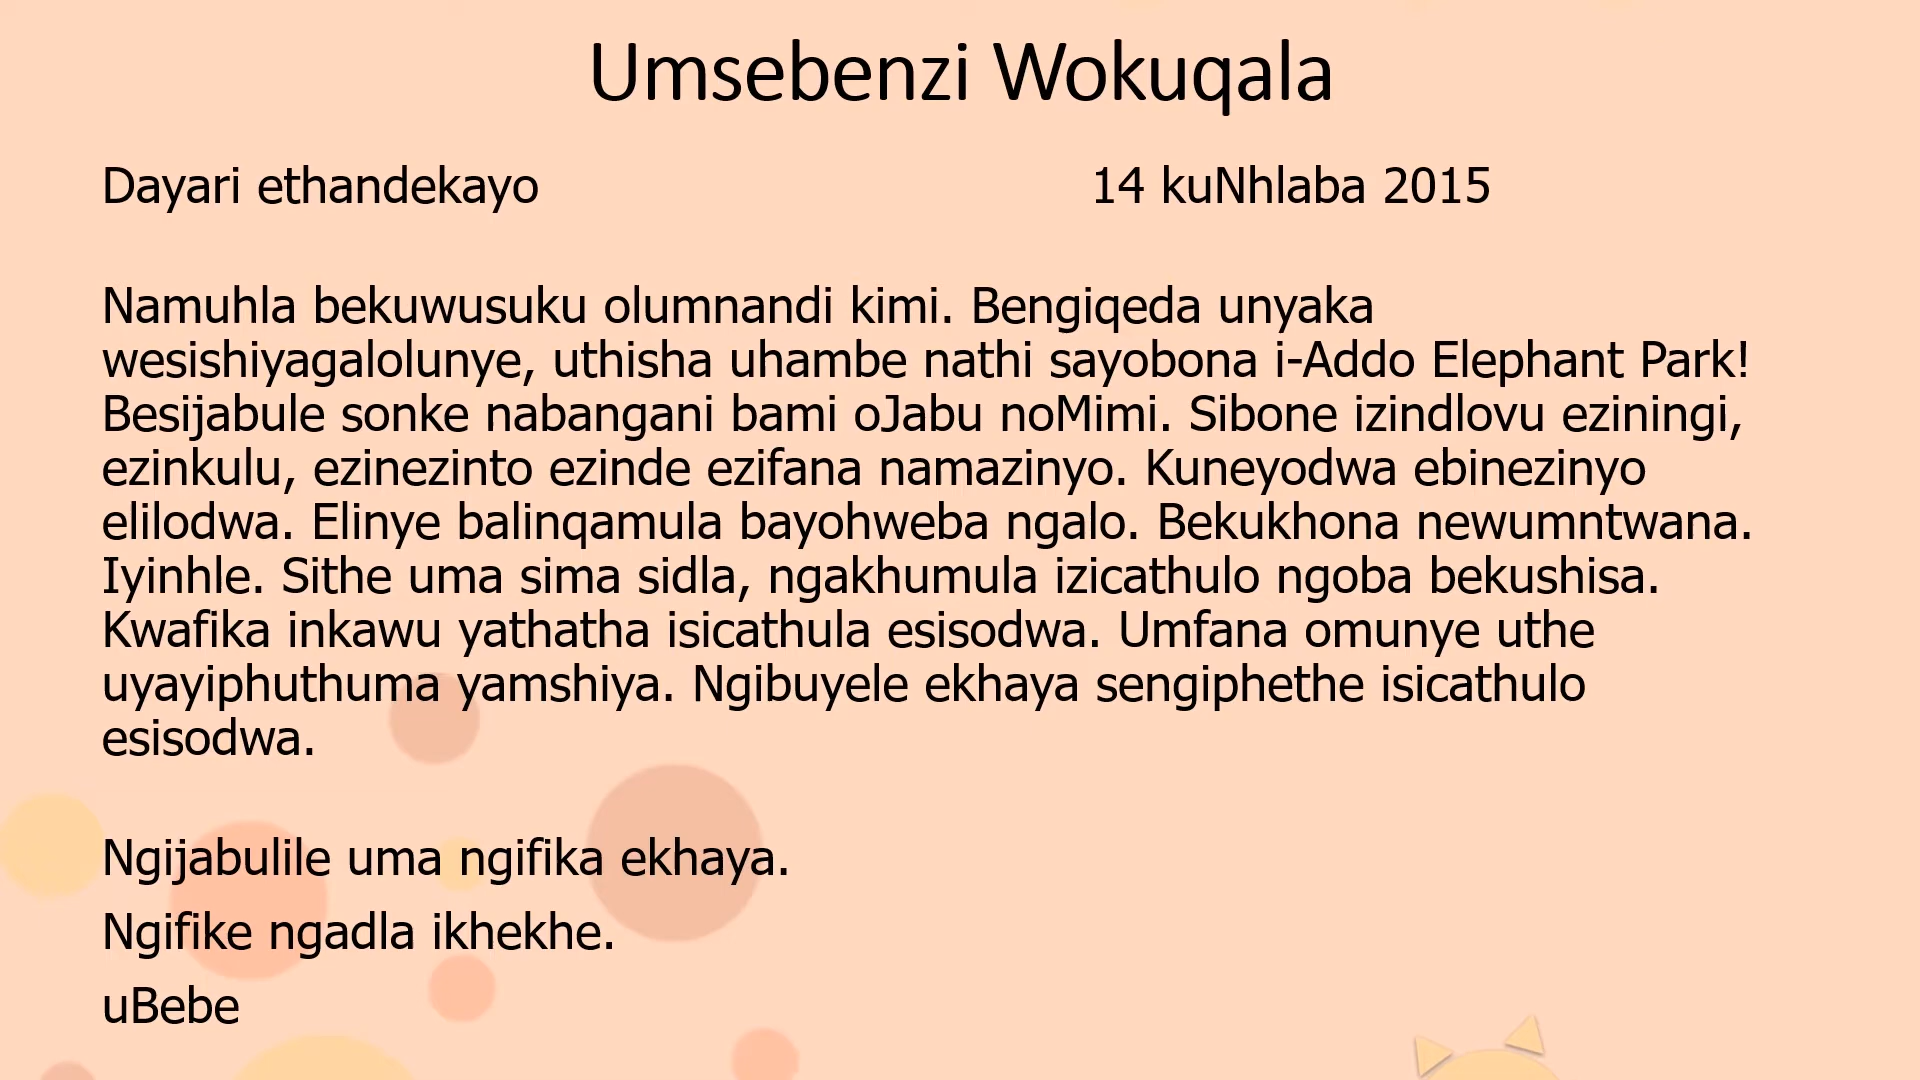 Umsebenzi Wokuqala
Dayari ethandekayo 14 kuNhlaba 2015
Namuhla bekuwusuku olumnandi kimi. Bengiqeda unyaka
wesishiyagalolunye, uthisha uhambe nathi sayobona i-Addo Elephant Park!
Besijabule sonke nabangani bami oJabu noMimi. Sibone izindlovu eziningi,
ezinkulu, ezinezinto ezinde ezifana namazinyo. Kuneyodwa ebinezinyo
elilodwa. Elinye balinqamula bayohweba ngalo. Bekukhona newumntwana.
Iyinhle. Sithe uma sima sidla, ngakhumula izicathulo ngoba bekushisa.
Kwafika inkawu yathatha isicathula esisodwa. Umfana omunye uthe
uyayiphuthuma yamshiya. Ngibuyele ekhaya sengiphethe isicathulo
esisodwa.
Ngijabulile uma ngifika ekhaya.
Ngifike ngadla ikhekhe.
uBebe